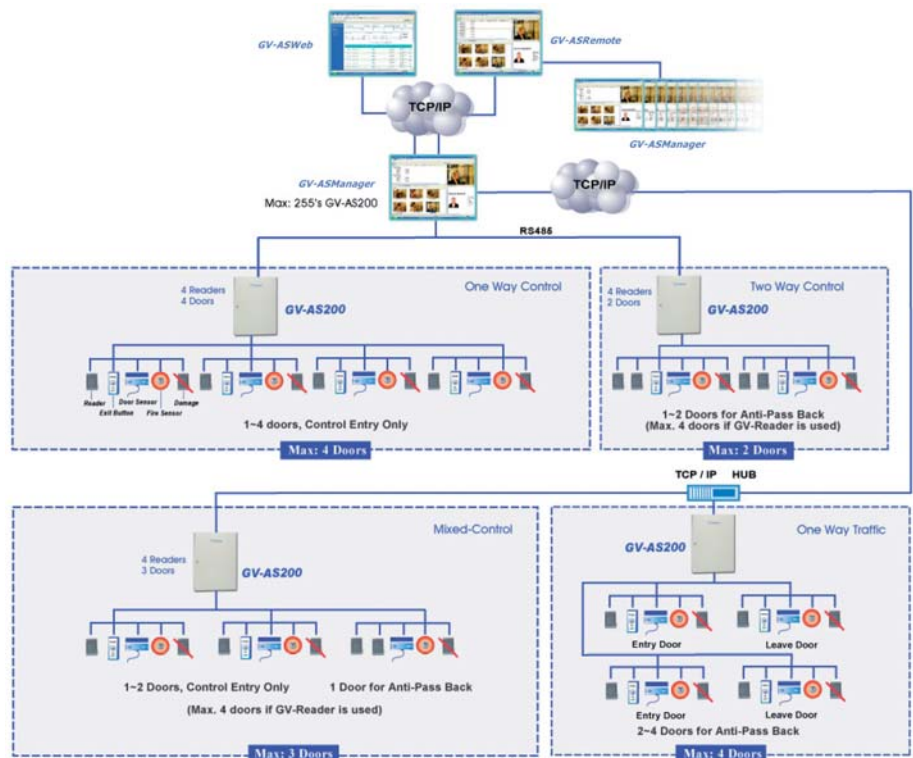 GV-ASWeb
GV-ASRemote
TCP/IP
GV-ASManager
GV-ASManager
Max: 255's GV-AS200
TCP/IP
RS485
4 Readers
4 Doors
One Way Control
GV-AS200
Reader
Exit Button
Door Sensor
Fire Sensor
Damage
1~4 doors, Control Entry Only
Max: 4 Doors
4 Readers
2 Doors
Two Way Control
GV-AS200
1~2 Doors for Anti-Pass Back
(Max. 4 doors if GV-Reader is used)
Max: 2 Doors
TCP / IP HUB
Mixed-Control
4 Readers
3 Doors
GV-AS200
1~2 Doors, Control Entry Only
1 Door for Anti-Pass Back
(Max. 4 doors if GV-Reader is used)
Max: 3 Doors
One Way Traffic
GV-AS200
Entry Door
Leave Door
Entry Door
Leave Door
2~4 Doors for Anti-Pass Back
Max: 4 Doors